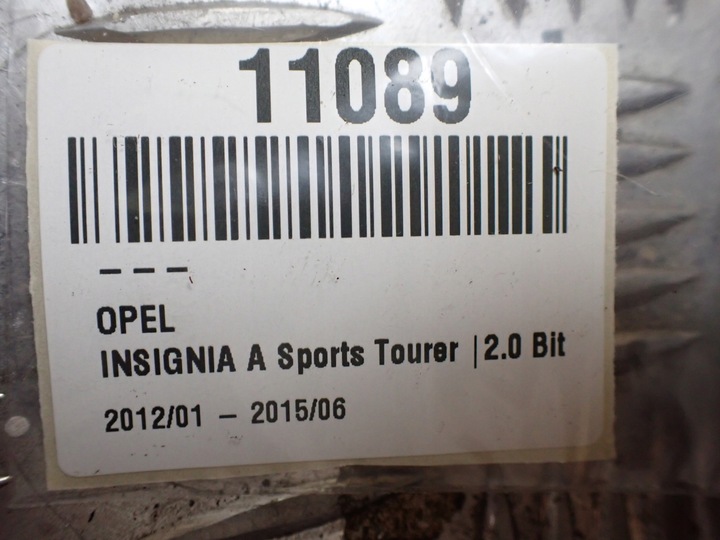 11089
---
OPEL
INSIGNIA A Sports Tourer | 2.0 Bit
2012/01 – 2015/06